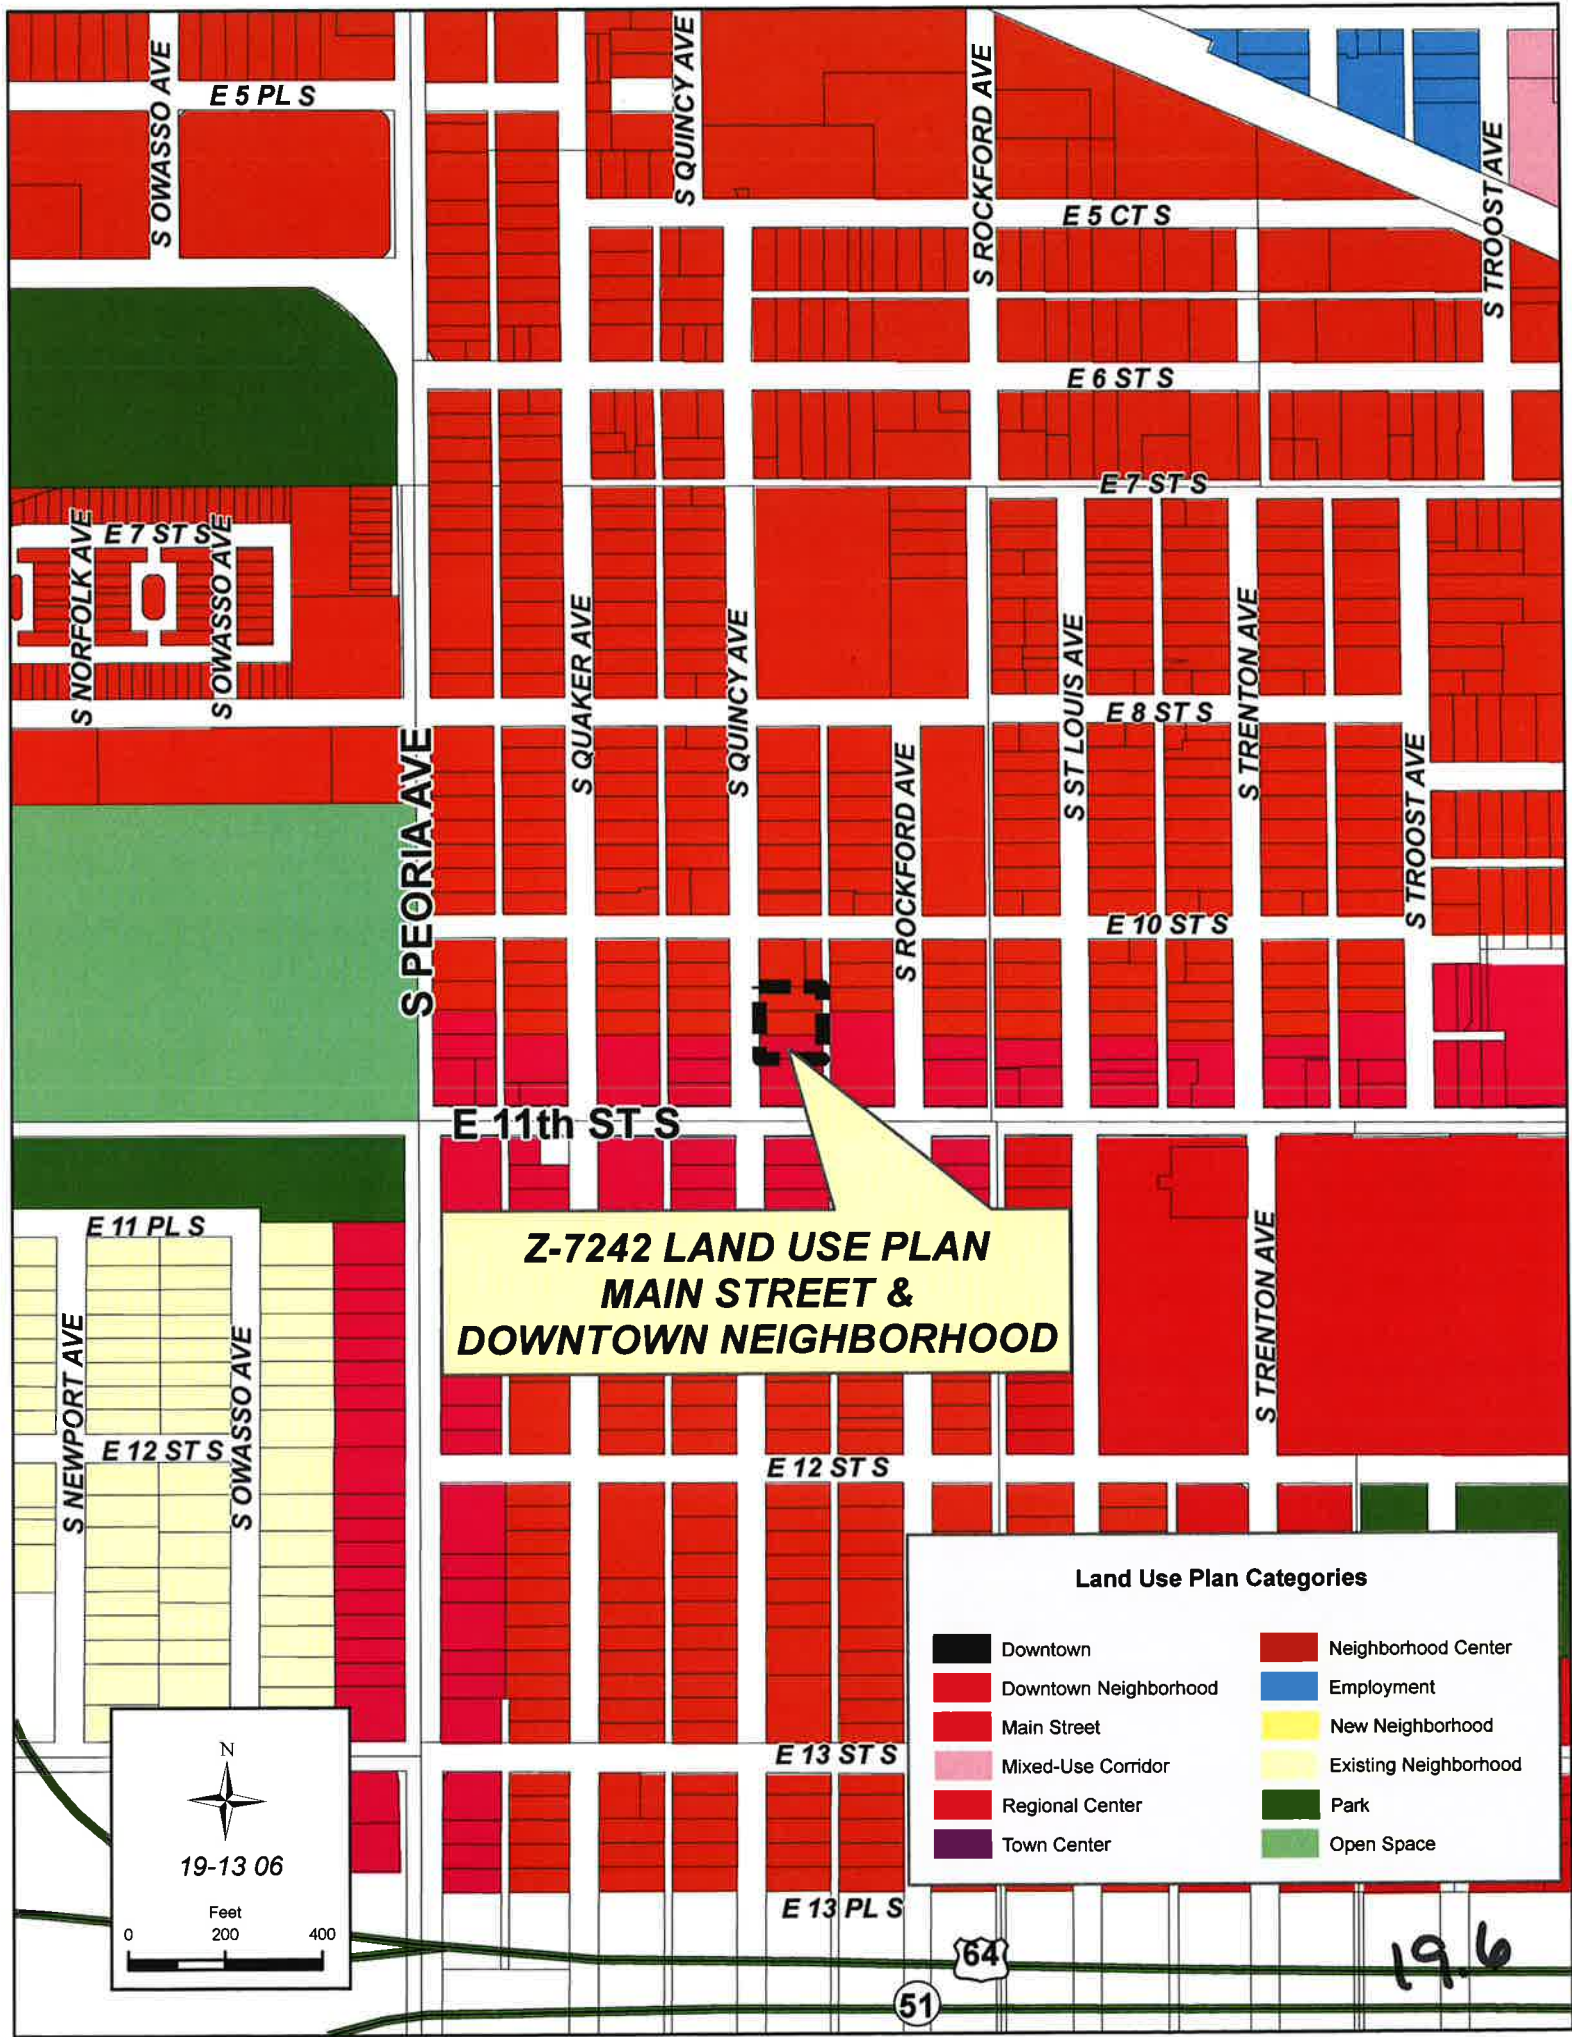 S OWASSO AVE
E 5 PL S
S QUINCY AVE
S ROCKFORD AVE
E 5 CT S
S TROOST AVE
E 6 ST S
E 7 ST S
E 7 ST S
S NORFOLK AVE
S OWASSO AVE
S QUAKER AVE
S QUINCY AVE
S ST LOUIS AVE
S TRENTON AVE
E 8 ST S
S PEORIA AVE
S ROCKFORD AVE
S TROOST AVE
E 10 ST S
E 11th ST S
E 11 PL S
Z-7242 LAND USE PLAN
MAIN STREET &
DOWNTOWN NEIGHBORHOOD
S TRENTON AVE
S NEWPORT AVE
S OWASSO AVE
E 12 ST S
E 12 ST S
Land Use Plan Categories
Downtown
Downtown Neighborhood
Main Street
Mixed-Use Corridor
Regional Center
Town Center
Neighborhood Center
Employment
New Neighborhood
Existing Neighborhood
Park
Open Space
E 13 ST S
E 13 PL S
N
19-13 06
Feet
0 200 400
64
51
19.6